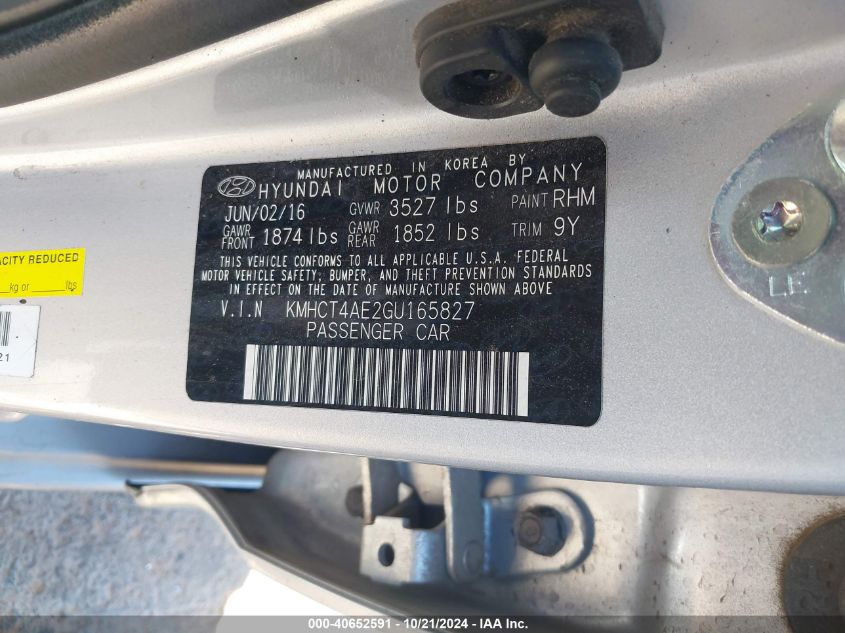 MANUFACTURED IN KOREA BY
HYUNDAI MOTOR COMPANY
JUN/02/16 GVWR 3527 lbs PAINT RHM
GAWR FRONT 1874 lbs GAWR REAR 1852 lbs TRIM 9Y
THIS VEHICLE CONFORMS TO ALL APPLICABLE U.S.A. FEDERAL
MOTOR VEHICLE SAFETY, BUMPER, AND THEFT PREVENTION STANDARDS
IN EFFECT ON THE DATE OF MANUFACTURE SHOWN ABOVE
V.I.N KMHCT4AE2GU165827
PASSENGER CAR
ACITY REDUCED
kg or lbs
21
LE
000-40652591 - 10/21/2024 - IAA Inc.